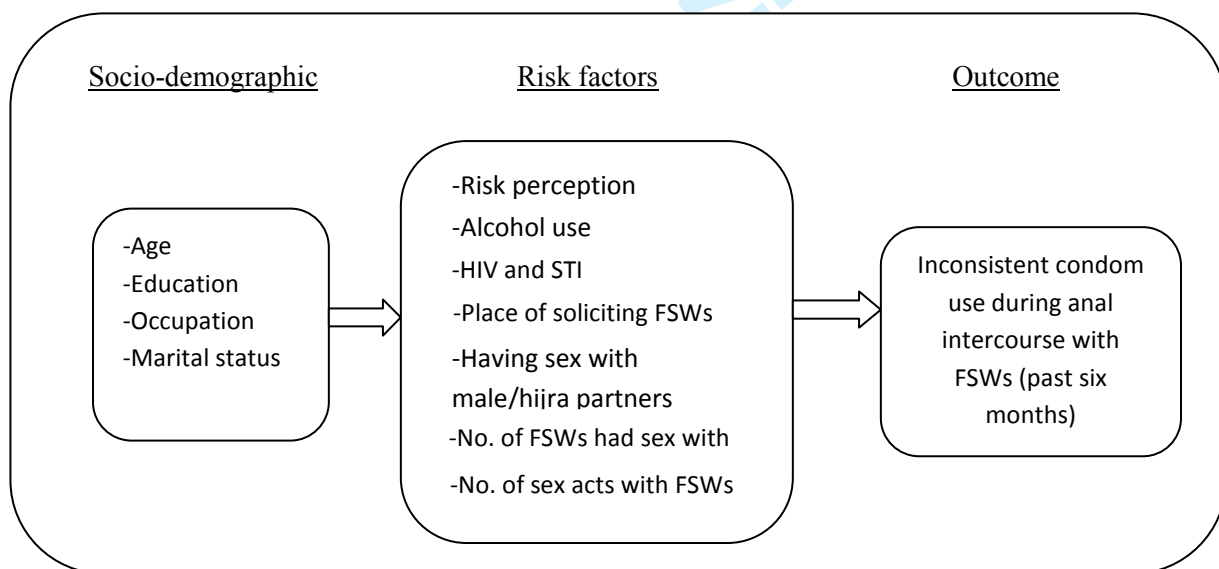 Socio-demographic
Risk factors
Outcome
-Age
-Education
-Occupation
-Marital status
-Risk perception
-Alcohol use
-HIV and STI
-Place of soliciting FSWs
-Having sex with
male/hijra partners
-No. of FSWs had sex with
-No. of sex acts with FSWs
Inconsistent condom
use during anal
intercourse with
FSWs (past six
months)